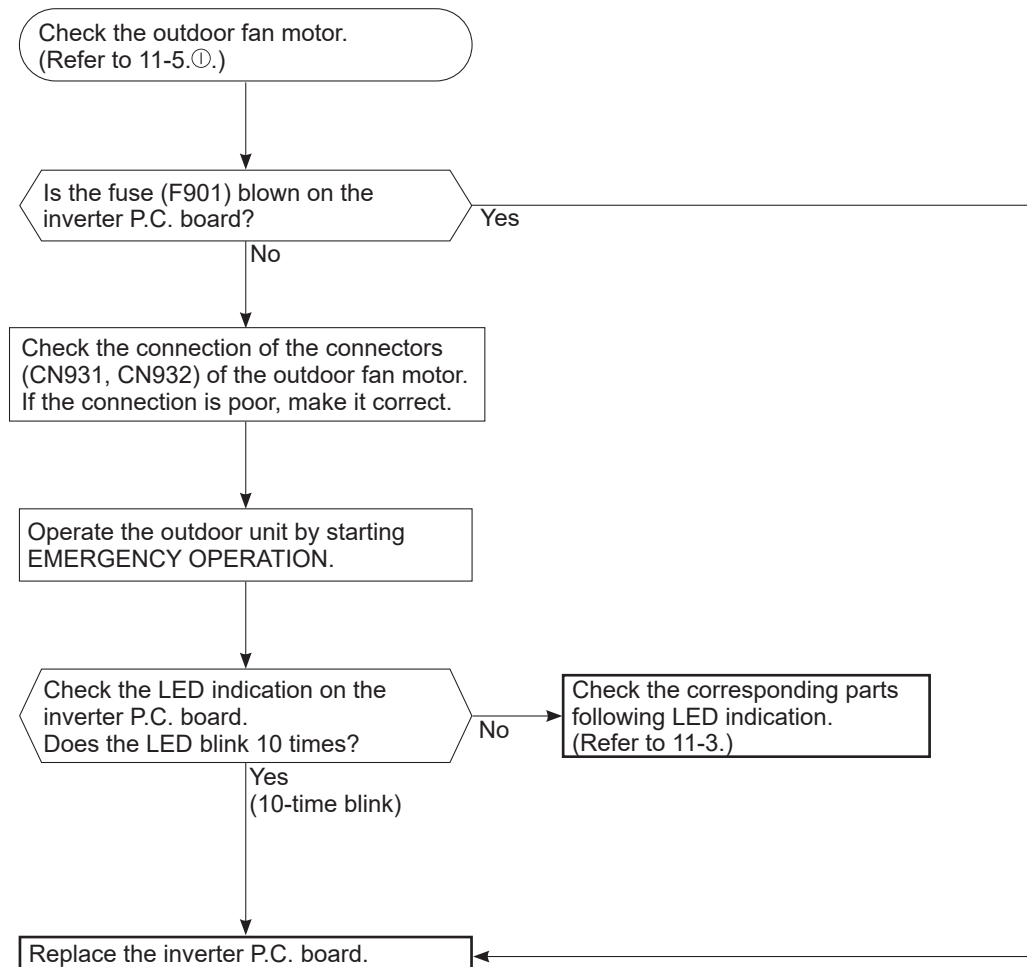 Check the outdoor fan motor.
(Refer to 11-5.Ⓘ.)
Is the fuse (F901) blown on the
inverter P.C. board?
Yes
No
Check the connection of the connectors
(CN931, CN932) of the outdoor fan motor.
If the connection is poor, make it correct.
Operate the outdoor unit by starting
EMERGENCY OPERATION.
Check the LED indication on the
inverter P.C. board.
Does the LED blink 10 times?
No
Check the corresponding parts
following LED indication.
(Refer to 11-3.)
Yes
(10-time blink)
Replace the inverter P.C. board.